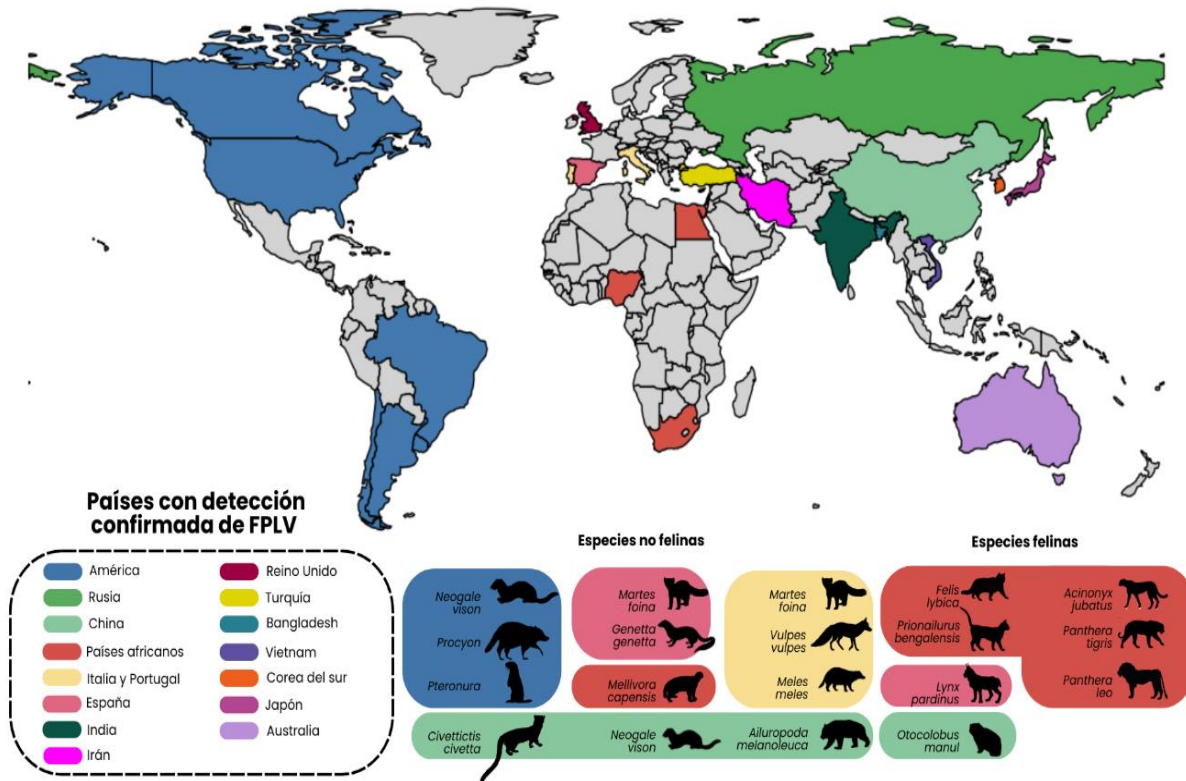 Países con detección
confirmada de FPLV
América
Rusia
China
Países africanos
Italia y Portugal
España
India
Irán
Reino Unido
Turquía
Bangladesh
Vietnam
Corea del sur
Japón
Australia
Especies no felinas
Neogale
vison
Procyon
Pteronura
Martes
foina
Genetta
genetta
Mellivora
capensis
Martes
foina
Vulpes
vulpes
Meles
meles
Civettictis
civetta
Neogale
vison
Ailuropoda
melanoleuca
Especies felinas
Felis
lybica
Prionailurus
bengalensis
Acinonyx
jubatus
Panthera
tigris
Panthera
leo
Lynx
pardinus
Otocolobus
manul